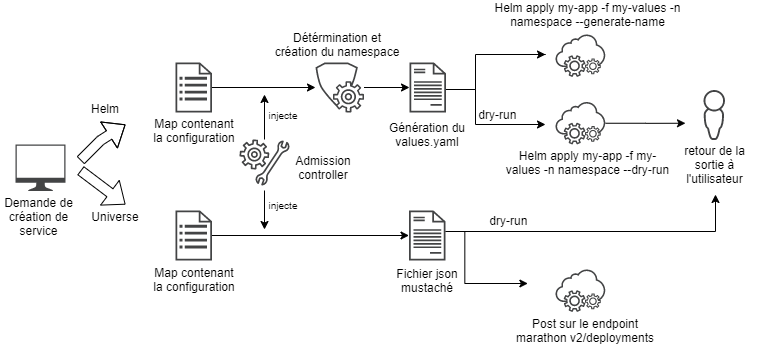 Helm apply my-app -f my-values -n
namespace --generate-name
Détérmination et
création du namespace
Helm
Map contenant
la configuration
injecte
Génération du
values.yaml
dry-run
Helm apply my-app -f my-
values -n namespace --dry-run
retour de la
sortie à
l'utilisateur
Admission
controller
Demande de
création de
service
Universe
injecte
Map contenant
la configuration
dry-run
Fichier json
mustaché
Post sur le endpoint
marathon v2/deployments